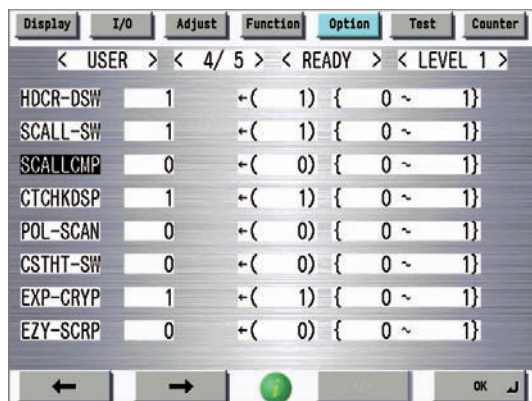 Display I/O Adjust Function Option Test Counter
< USER > < 4/ 5 > < READY > < LEVEL 1 >
HDCR-DSW 1 ←( 1) { 0 ~ 1}
SCALL-SW 1 ←( 1) { 0 ~ 1}
SCALLCMP 0 ←( 0) { 0 ~ 1}
CTCHKDSP 1 ←( 1) { 0 ~ 1}
POL-SCAN 0 ←( 0) { 0 ~ 1}
CSTHT-SW 0 ←( 0) { 0 ~ 1}
EXP-CRYP 1 ←( 1) { 0 ~ 1}
EZY-SCRP 0 ←( 0) { 0 ~ 1}
← → i +/- OK ↵